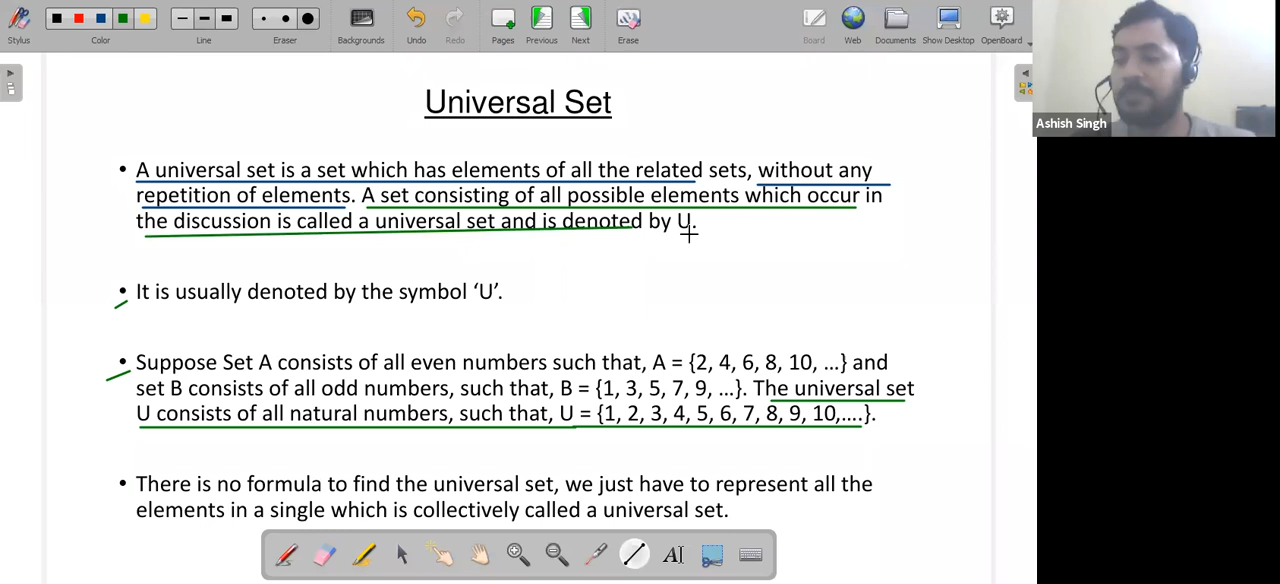 Stylus Color Line Eraser Backgrounds Undo Redo Pages Previous Next Erase Board Web Documents Show Desktop OpenBoard
Ashish Singh
Universal Set
• A universal set is a set which has elements of all the related sets, without any
repetition of elements. A set consisting of all possible elements which occur in
the discussion is called a universal set and is denoted by U.
• It is usually denoted by the symbol ‘U’.
• Suppose Set A consists of all even numbers such that, A = {2, 4, 6, 8, 10, …} and
set B consists of all odd numbers, such that, B = {1, 3, 5, 7, 9, …}. The universal set
U consists of all natural numbers, such that, U = {1, 2, 3, 4, 5, 6, 7, 8, 9, 10,….}.
• There is no formula to find the universal set, we just have to represent all the
elements in a single which is collectively called a universal set.
AI